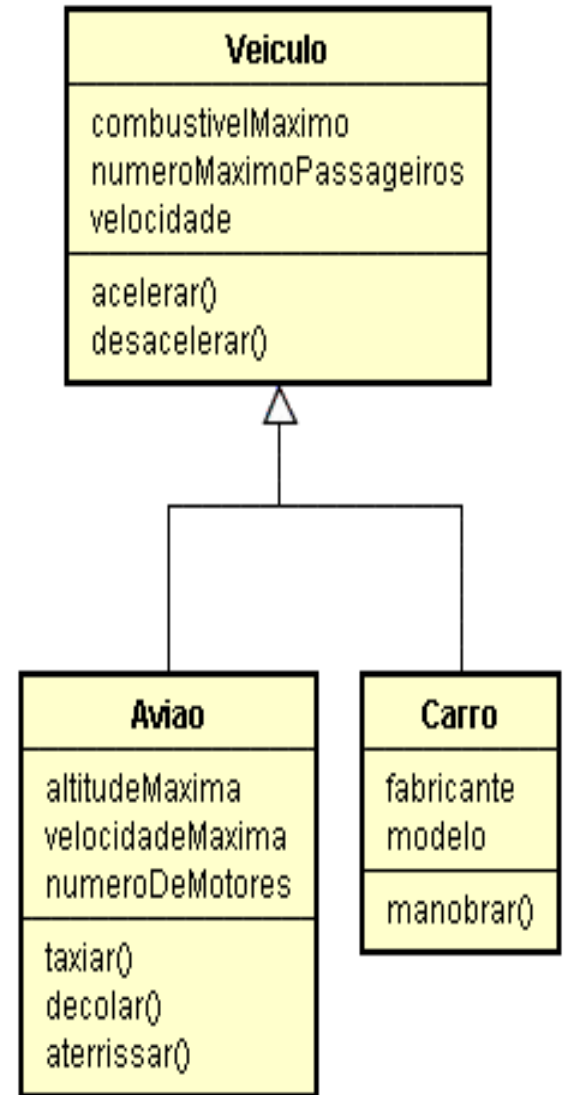 Veiculo
combustivelMaximo
numeroMaximoPassageiros
velocidade
acelerar()
desacelerar()
Aviao
altitudeMaxima
velocidadeMaxima
numeroDeMotores
taxiar()
decolar()
aterrissar()
Carro
fabricante
modelo
manobrar()